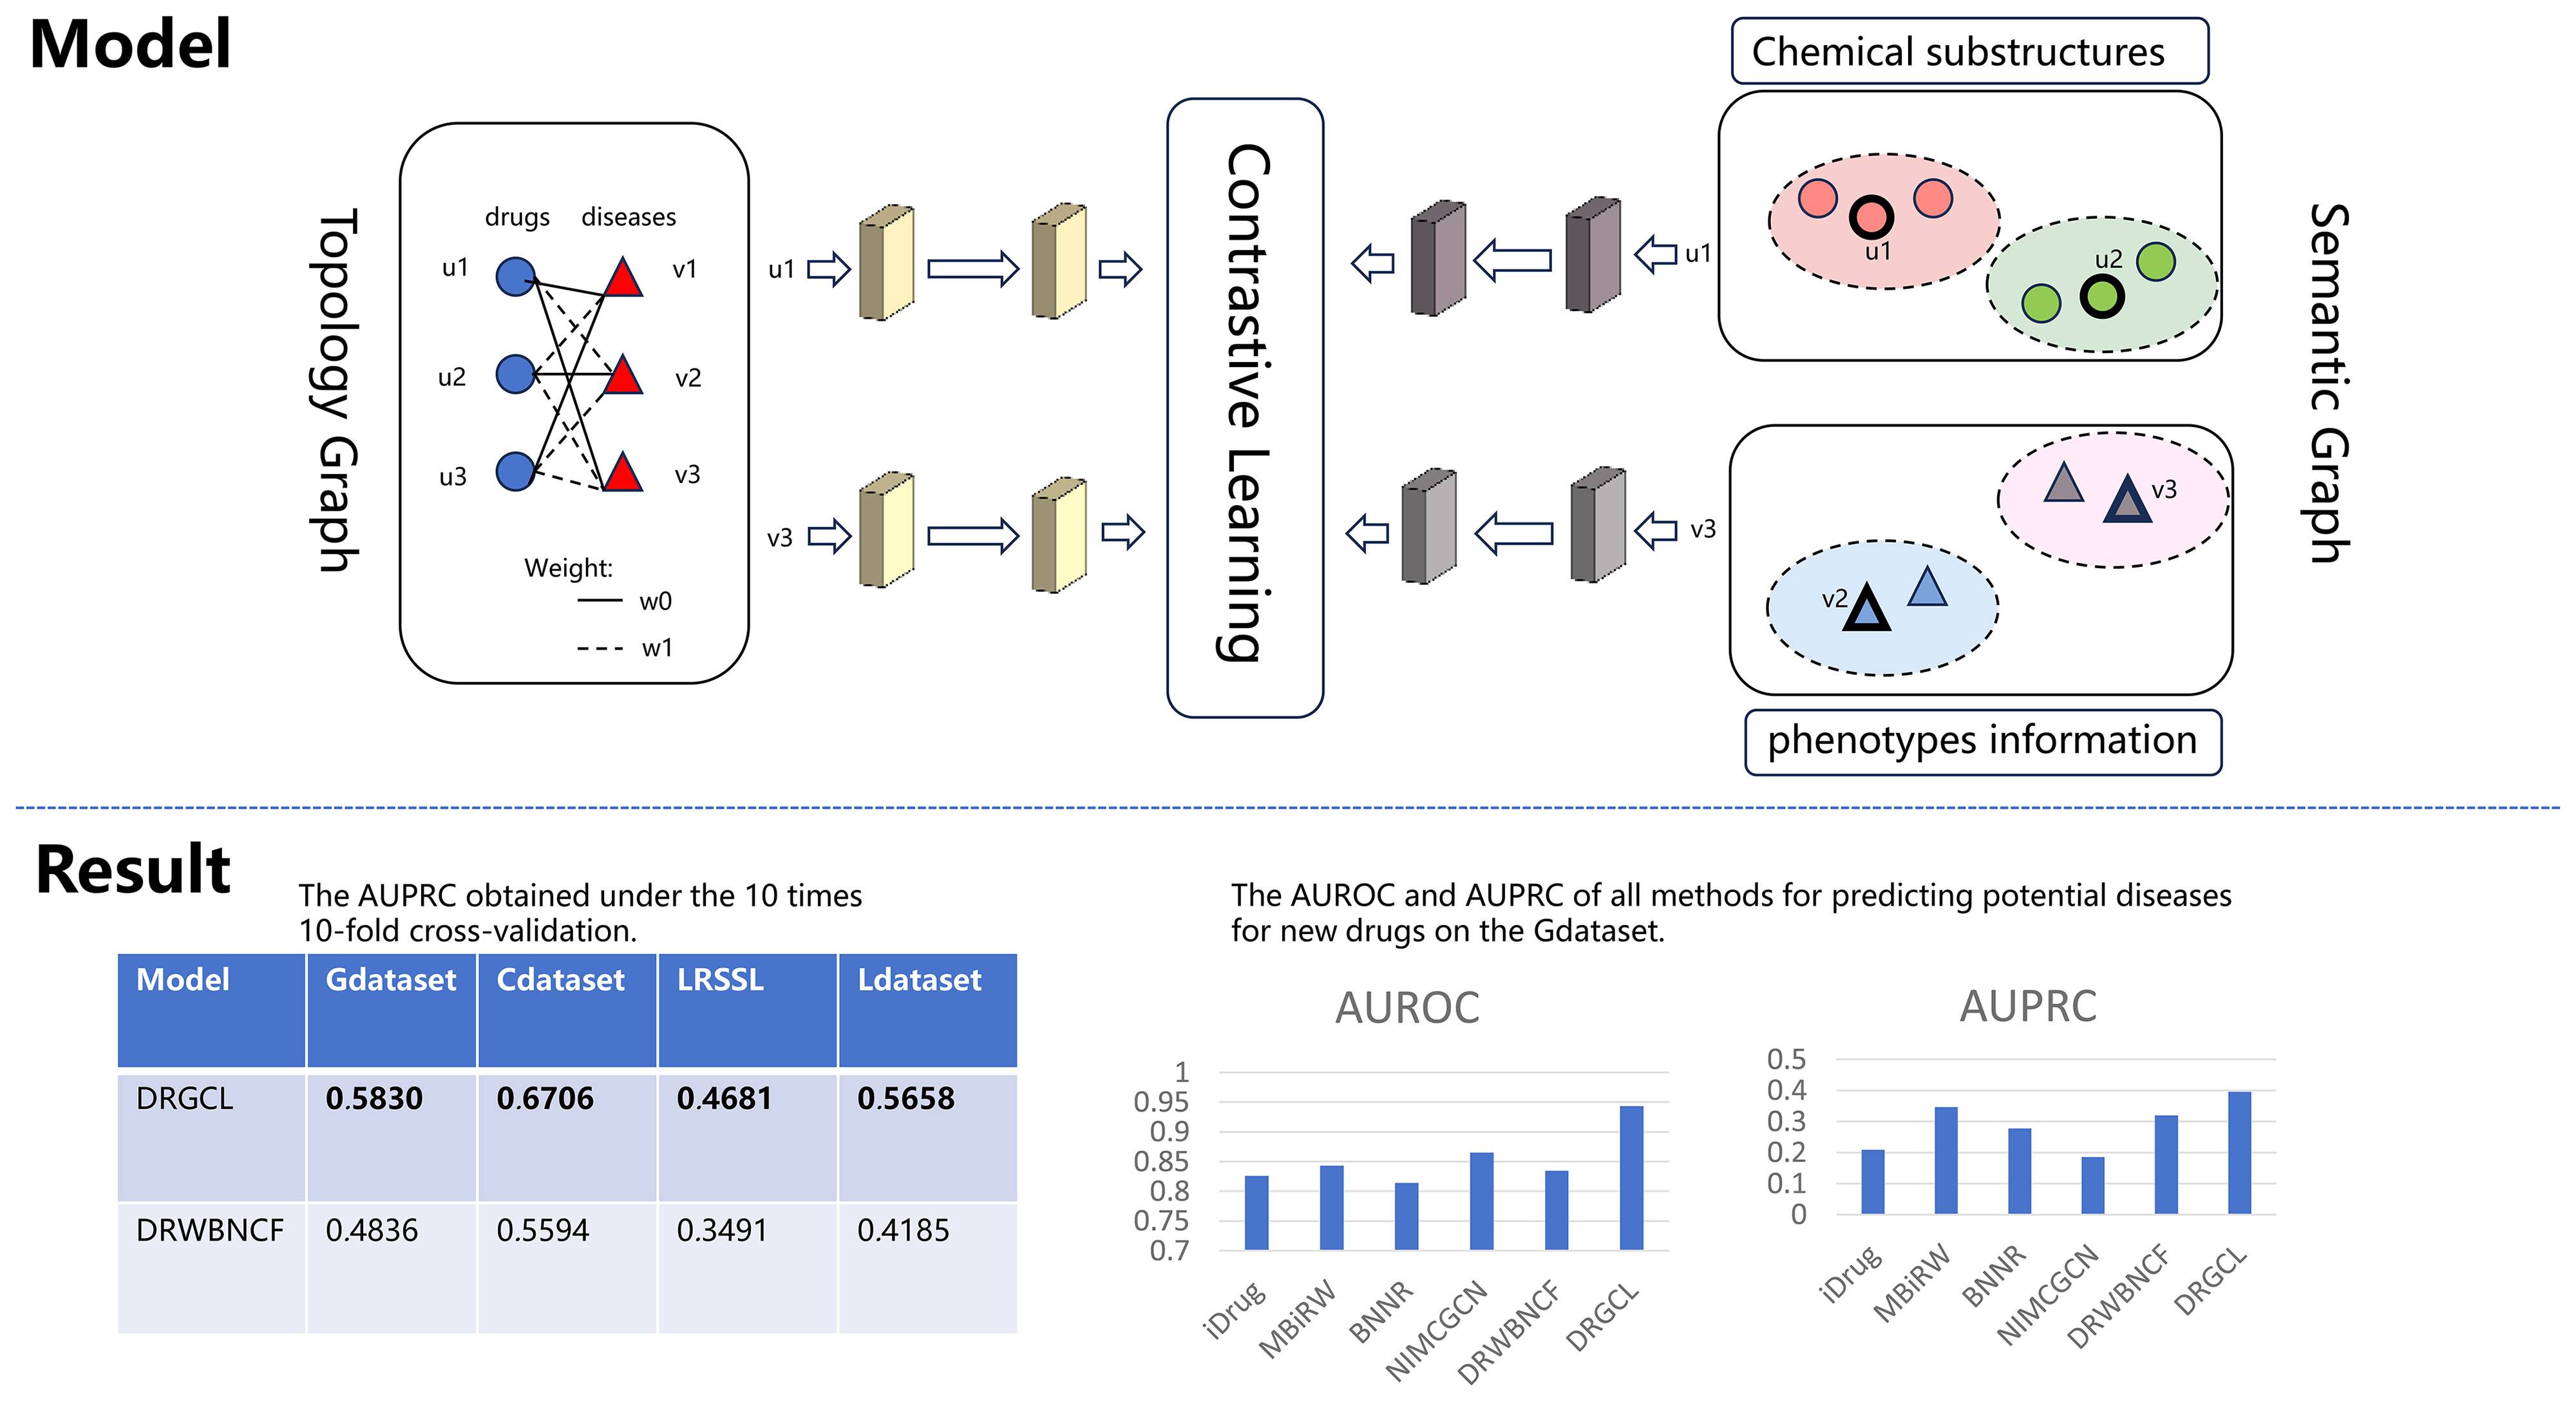 Model
Topology Graph
drugs diseases
u1 v1
u2 v2
u3 v3
Weight:
w0
w1
u1
v3
Contrastive Learning
u1
v3
Chemical substructures
u1
u2
v3
v2
phenotypes information
Semantic Graph
Result
The AUPRC obtained under the 10 times
10-fold cross-validation.
Model Gdataset Cdataset LRSSL Ldataset
DRGCL 0.5830 0.6706 0.4681 0.5658
DRWBNCF 0.4836 0.5594 0.3491 0.4185
The AUROC and AUPRC of all methods for predicting potential diseases
for new drugs on the Gdataset.
AUROC
1
0.95
0.9
0.85
0.8
0.75
0.7
iDrug
MBiRW
BNNR
NIMCGCN
DRWBNCF
DRGCL
AUPRC
0.5
0.4
0.3
0.2
0.1
0
iDrug
MBiRW
BNNR
NIMCGCN
DRWBNCF
DRGCL